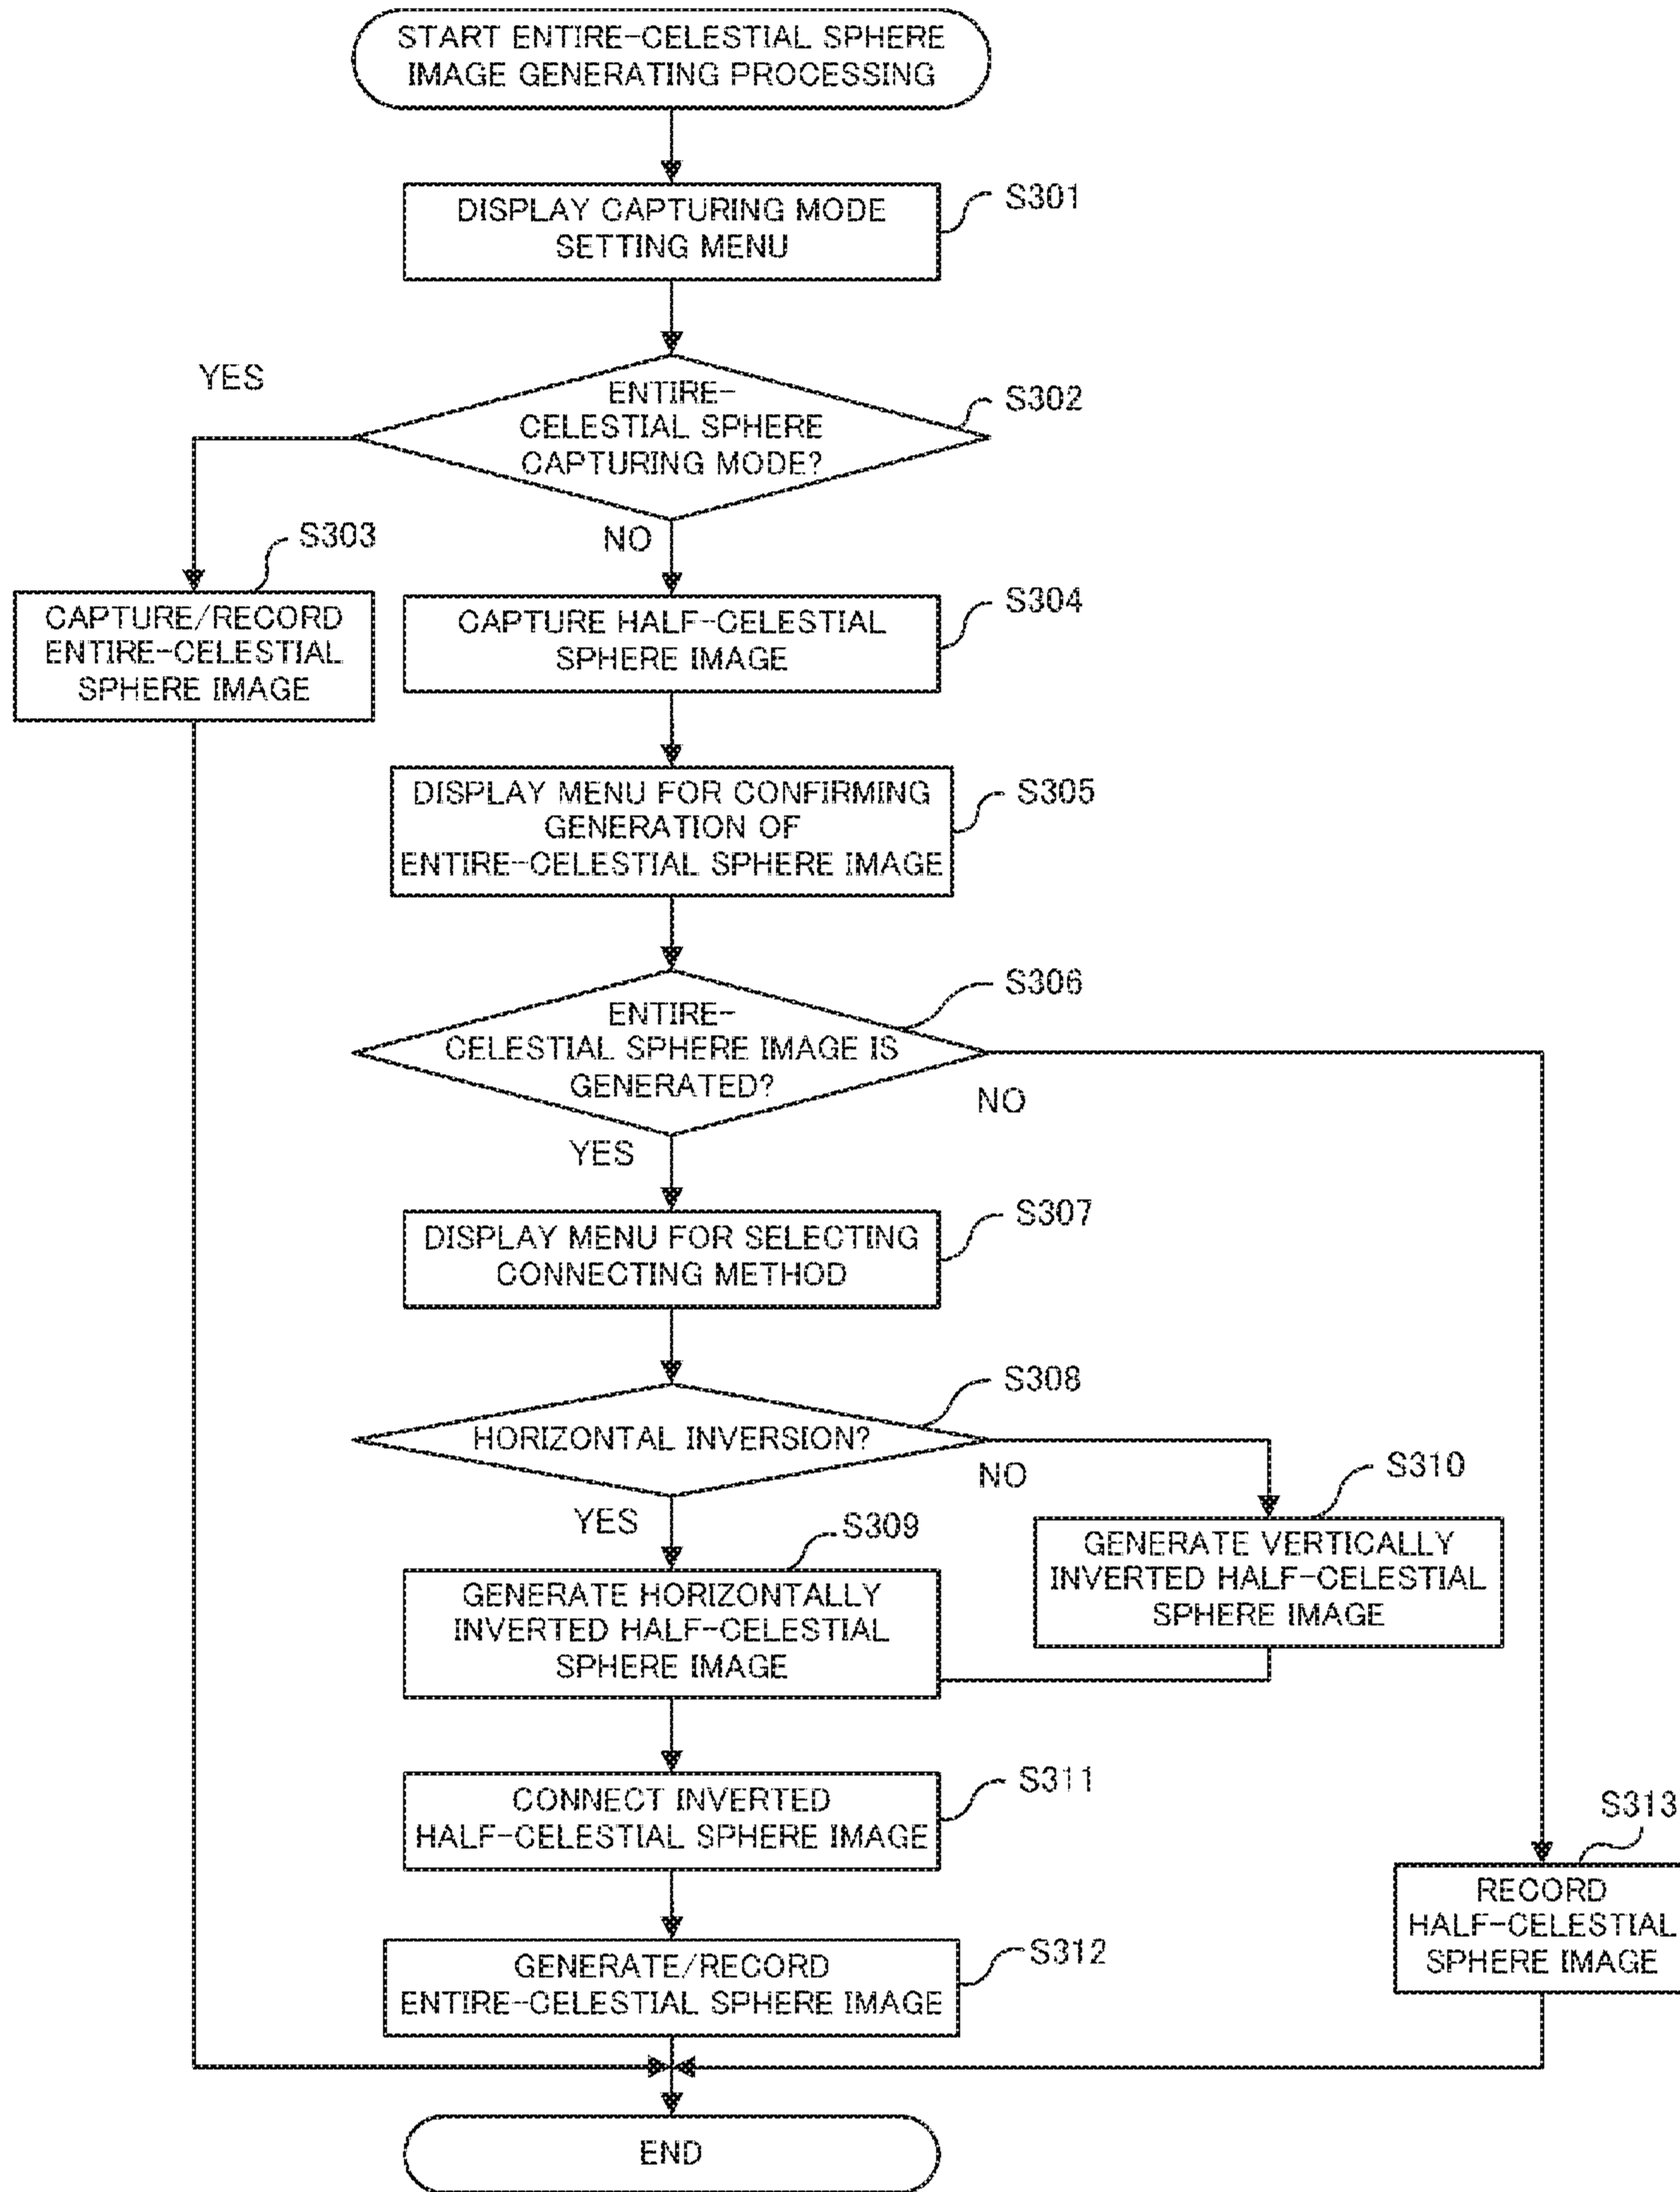 START ENTIRE-CELESTIAL SPHERE
IMAGE GENERATING PROCESSING
S301
DISPLAY CAPTURING MODE
SETTING MENU
YES
S302
ENTIRE-
CELESTIAL SPHERE
CAPTURING MODE?
NO
S303
CAPTURE/RECORD
ENTIRE-CELESTIAL
SPHERE IMAGE
S304
CAPTURE HALF-CELESTIAL
SPHERE IMAGE
S305
DISPLAY MENU FOR CONFIRMING
GENERATION OF
ENTIRE-CELESTIAL SPHERE IMAGE
S306
ENTIRE-
CELESTIAL SPHERE IMAGE IS
GENERATED?
NO
YES
S307
DISPLAY MENU FOR SELECTING
CONNECTING METHOD
S308
HORIZONTAL INVERSION?
NO
YES
S310
GENERATE VERTICALLY
INVERTED HALF-CELESTIAL
SPHERE IMAGE
S309
GENERATE HORIZONTALLY
INVERTED HALF-CELESTIAL
SPHERE IMAGE
S311
CONNECT INVERTED
HALF-CELESTIAL SPHERE IMAGE
S313
RECORD
HALF-CELESTIAL
SPHERE IMAGE
S312
GENERATE/RECORD
ENTIRE-CELESTIAL SPHERE IMAGE
END